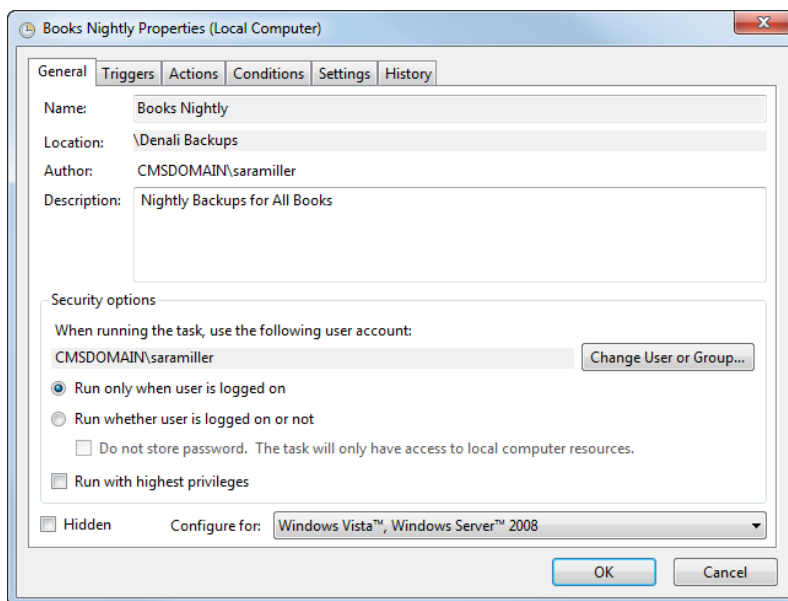 Books Nightly Properties (Local Computer)
General Triggers Actions Conditions Settings History
Name: Books Nightly
Location: \Denali Backups
Author: CMSDOMAIN\saramiller
Description: Nightly Backups for All Books
Security options
When running the task, use the following user account:
CMSDOMAIN\saramiller Change User or Group...
Run only when user is logged on
Run whether user is logged on or not
Do not store password. The task will only have access to local computer resources.
Run with highest privileges
Hidden Configure for: Windows Vista™, Windows Server™ 2008
OK Cancel